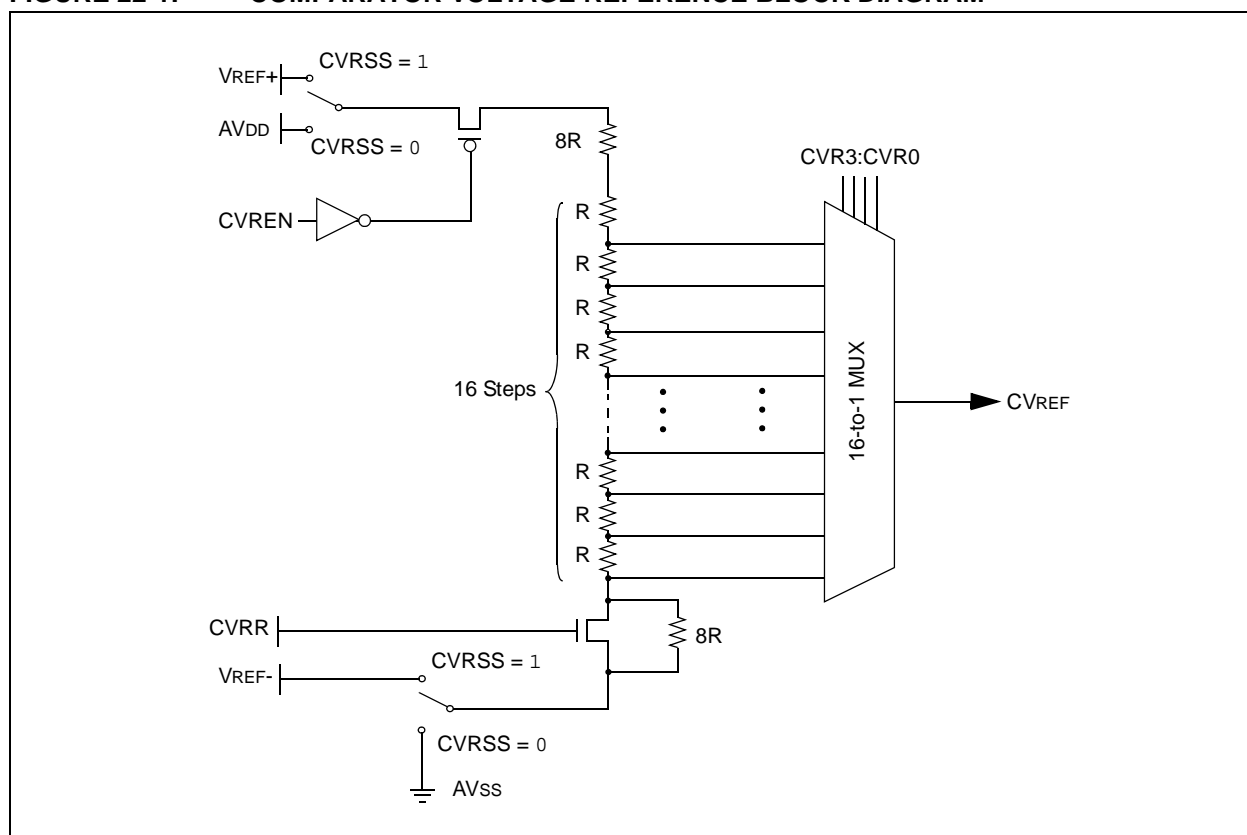 VREF+
CVRSS = 1
AVDD
CVRSS = 0
8R
CVREN
CVR3:CVR0
R
R
R
R
16 Steps
16-to-1 MUX
CVREF
R
R
R
CVRR
8R
VREF-
CVRSS = 1
CVRSS = 0
AVSS